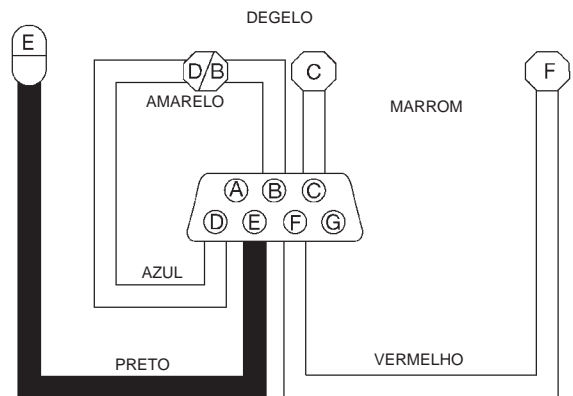 DEGELO
E
D/B
C
F
AMARELO
MARROM
A B C
D E F G
AZUL
PRETO
VERMELHO